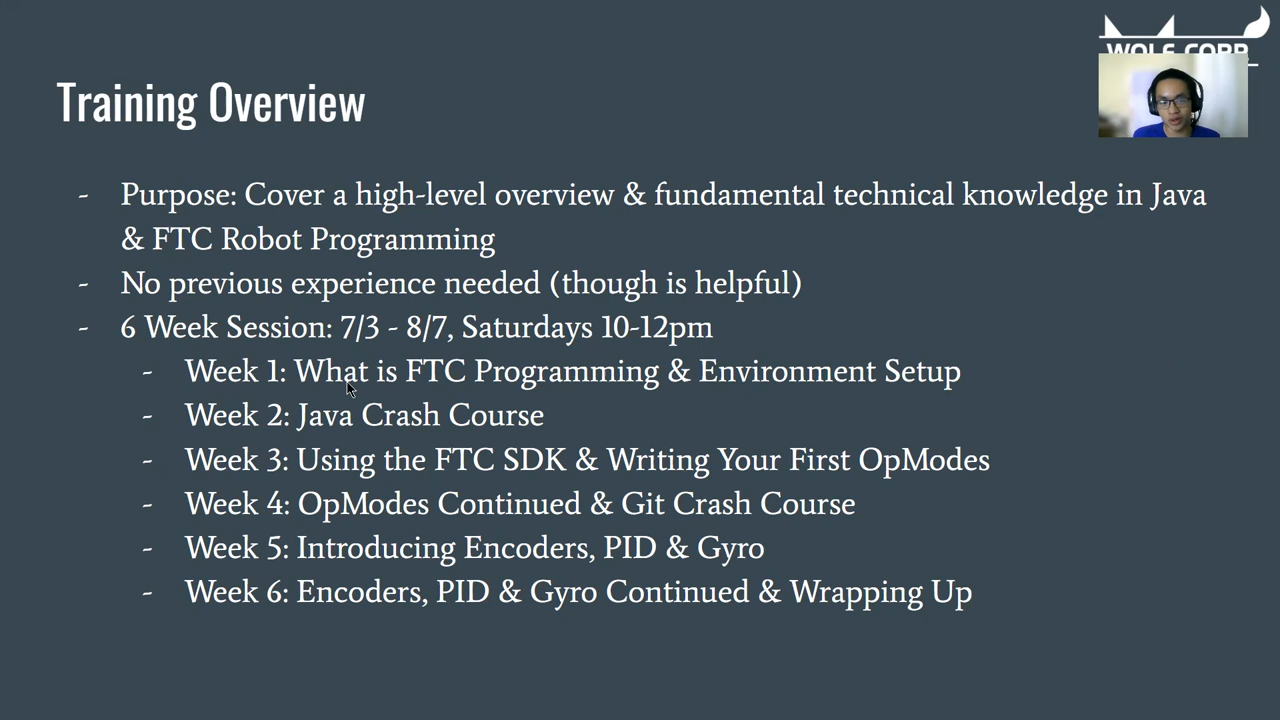 WOLF CORP
Training Overview
- Purpose: Cover a high-level overview & fundamental technical knowledge in Java
& FTC Robot Programming
- No previous experience needed (though is helpful)
- 6 Week Session: 7/3 - 8/7, Saturdays 10-12pm
- Week 1: What is FTC Programming & Environment Setup
- Week 2: Java Crash Course
- Week 3: Using the FTC SDK & Writing Your First OpModes
- Week 4: OpModes Continued & Git Crash Course
- Week 5: Introducing Encoders, PID & Gyro
- Week 6: Encoders, PID & Gyro Continued & Wrapping Up